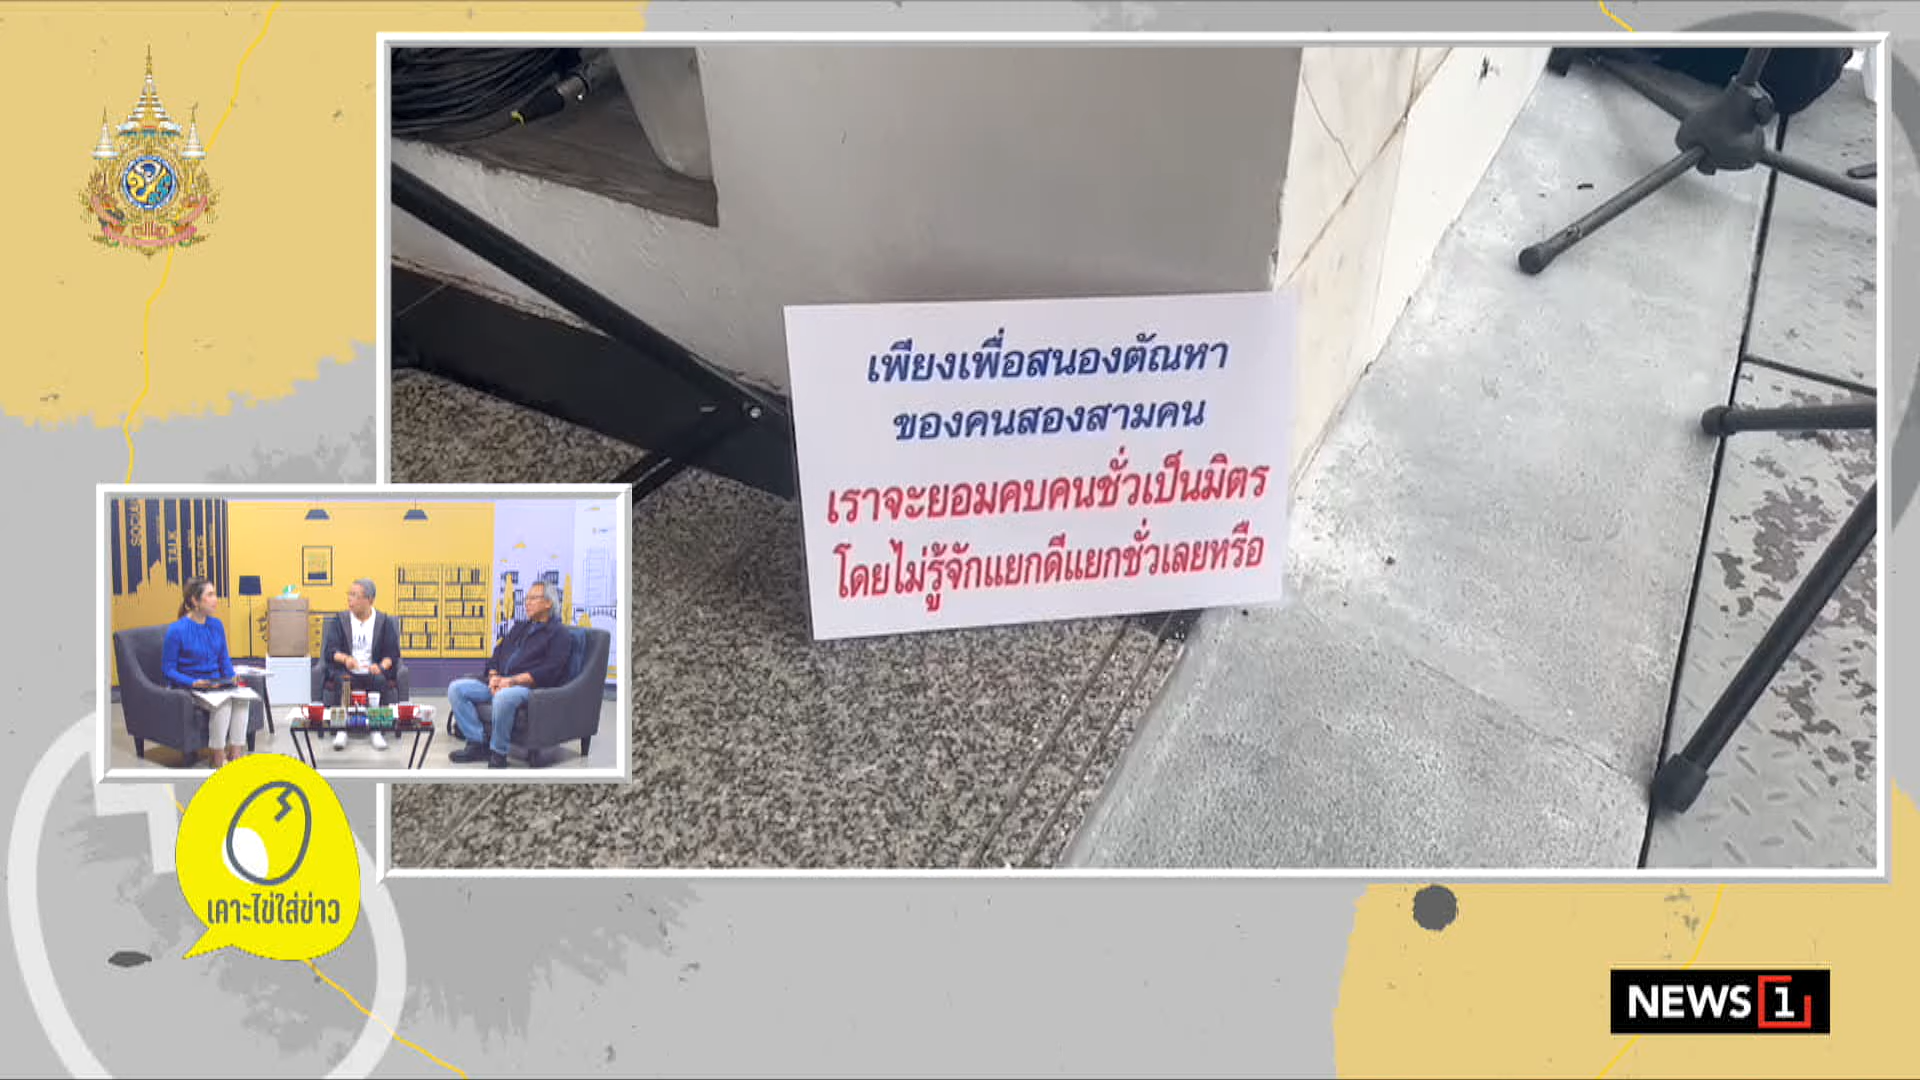 เพียงเพื่อสนองตัณหา
ของคนสองสามคน
เราจะยอมคบคนชั่วเป็นมิตร
โดยไม่รู้จักแยกดีแยกชั่วเลยหรือ
SOCIAL
TALK
เคาะไข่ใส่ข่าว
NEWS 1